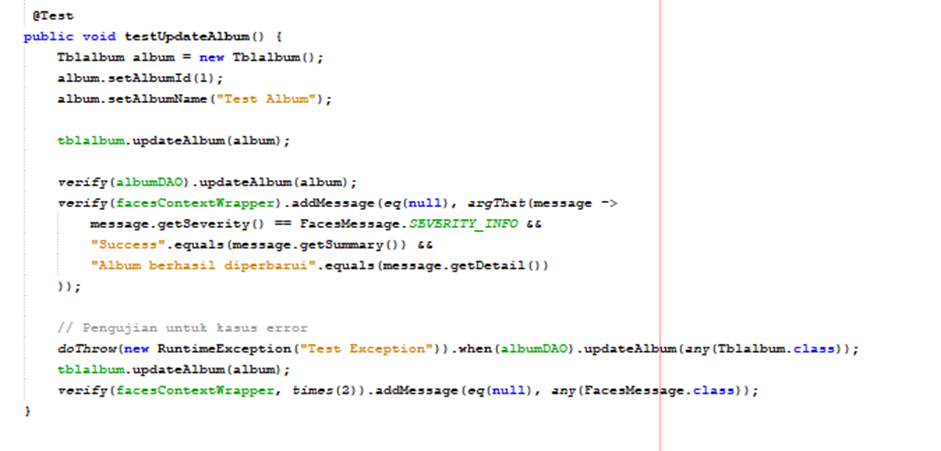 @Test
public void testUpdateAlbum() {
    Tblalbum album = new Tblalbum();
    album.setAlbumId(1);
    album.setAlbumName("Test Album");

    tblalbum.updateAlbum(album);

    verify(albumDAO).updateAlbum(album);
    verify(facesContextWrapper).addMessage(eq(null), argThat(message ->
        message.getSeverity() == FacesMessage.SEVERITY_INFO &&
        "Success".equals(message.getSummary()) &&
        "Album berhasil diperbarui".equals(message.getDetail())
    ));

    // Pengujian untuk kasus error
    doThrow(new RuntimeException("Test Exception")).when(albumDAO).updateAlbum(any(Tblalbum.class));
    tblalbum.updateAlbum(album);
    verify(facesContextWrapper, times(2)).addMessage(eq(null), any(FacesMessage.class));
}